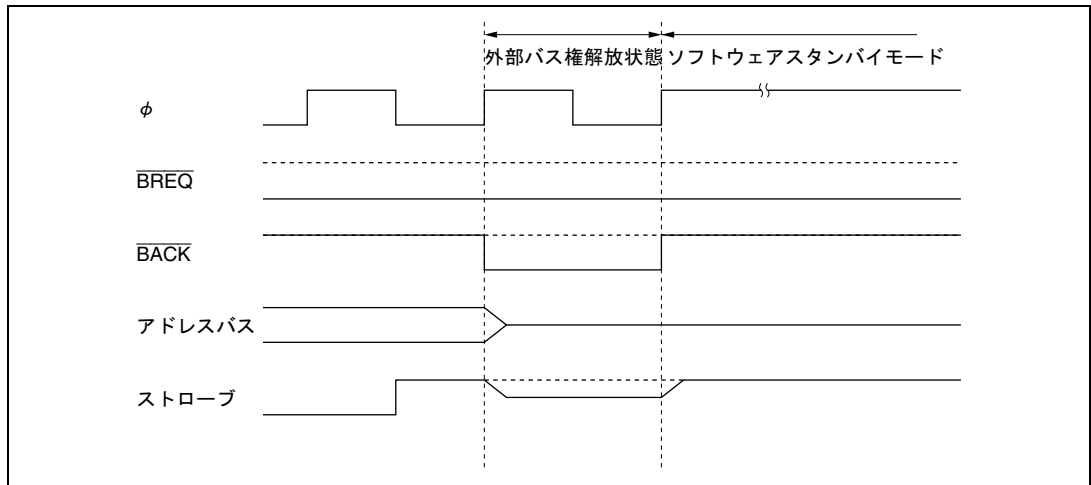 外部バス権解放状態 ソフトウェアスタンバイモード
φ
BREQ
BACK
アドレスバス
ストローブ